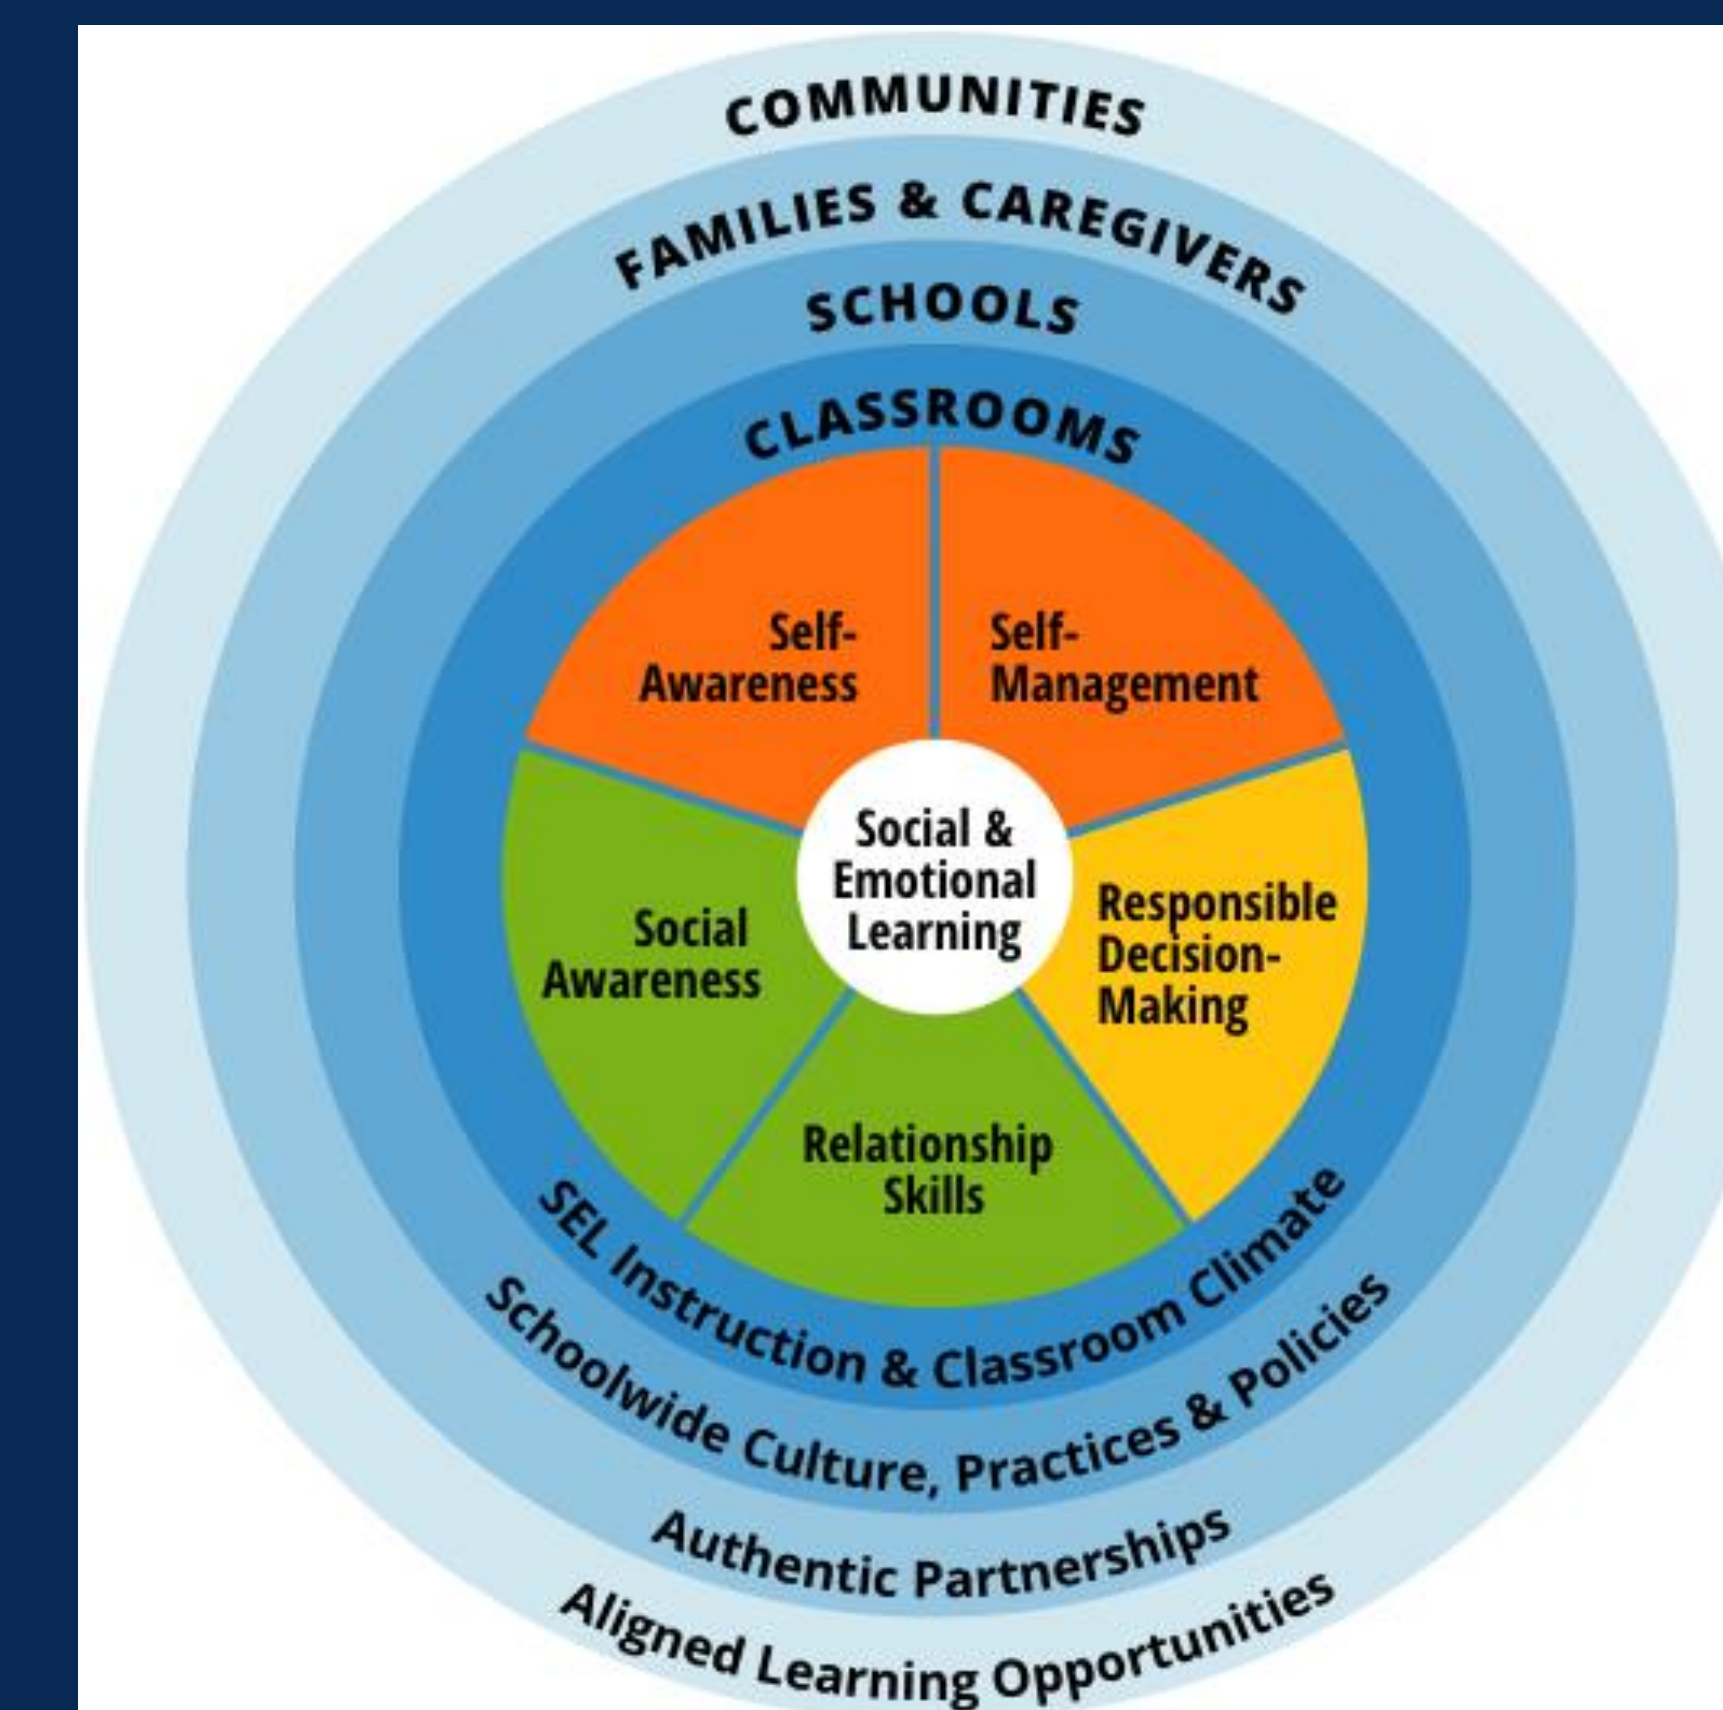 COMMUNITIES
FAMILIES & CAREGIVERS
SCHOOLS
CLASSROOMS
Self-
Awareness
Self-
Management
Social &
Emotional
Learning
Social
Awareness
Responsible
Decision-
Making
Relationship
Skills
SEL Instruction & Classroom Climate
Schoolwide Culture, Practices & Policies
Authentic Partnerships
Aligned Learning Opportunities